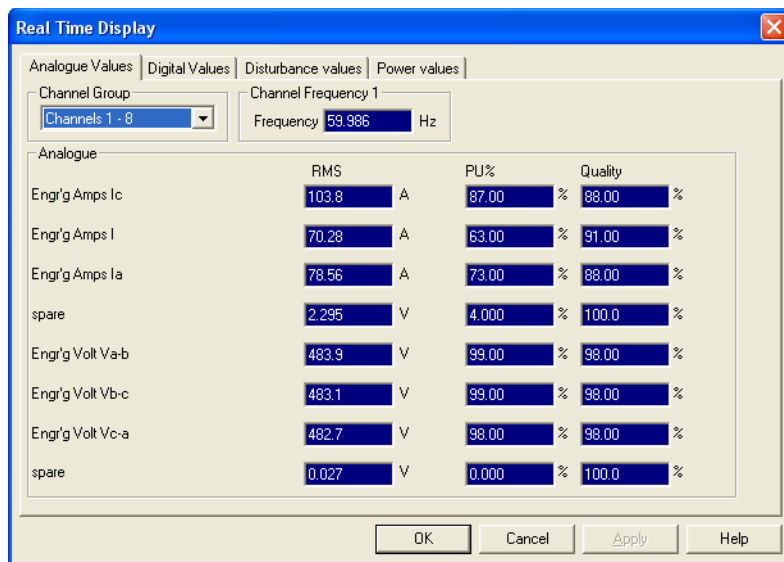 Real Time Display
Analogue Values Digital Values Disturbance values Power values
Channel Group Channel Frequency 1
Channels 1 - 8 Frequency 59.986 Hz
Analogue
RMS PU% Quality
Engr'g Amps Ic 103.8 A 87.00 % 88.00 %
Engr'g Amps I 70.28 A 63.00 % 91.00 %
Engr'g Amps Ia 78.56 A 73.00 % 88.00 %
spare 2.295 V 4.000 % 100.0 %
Engr'g Volt Va-b 483.9 V 99.00 % 98.00 %
Engr'g Volt Vb-c 483.1 V 99.00 % 98.00 %
Engr'g Volt Vc-a 482.7 V 98.00 % 98.00 %
spare 0.027 V 0.000 % 100.0 %
OK Cancel Apply Help